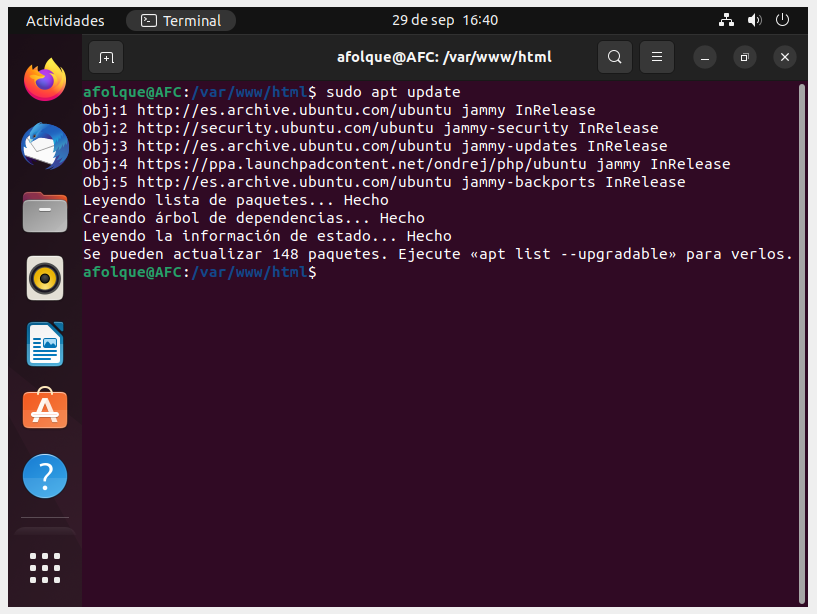 Actividades
Terminal
29 de sep 16:40
afolque@AFC: /var/www/html
afolque@AFC:/var/www/html$ sudo apt update
Obj:1 http://es.archive.ubuntu.com/ubuntu jammy InRelease
Obj:2 http://security.ubuntu.com/ubuntu jammy-security InRelease
Obj:3 http://es.archive.ubuntu.com/ubuntu jammy-updates InRelease
Obj:4 https://ppa.launchpadcontent.net/ondrej/php/ubuntu jammy InRelease
Obj:5 http://es.archive.ubuntu.com/ubuntu jammy-backports InRelease
Leyendo lista de paquetes... Hecho
Creando árbol de dependencias... Hecho
Leyendo la información de estado... Hecho
Se pueden actualizar 148 paquetes. Ejecute «apt list --upgradable» para verlos.
afolque@AFC:/var/www/html$